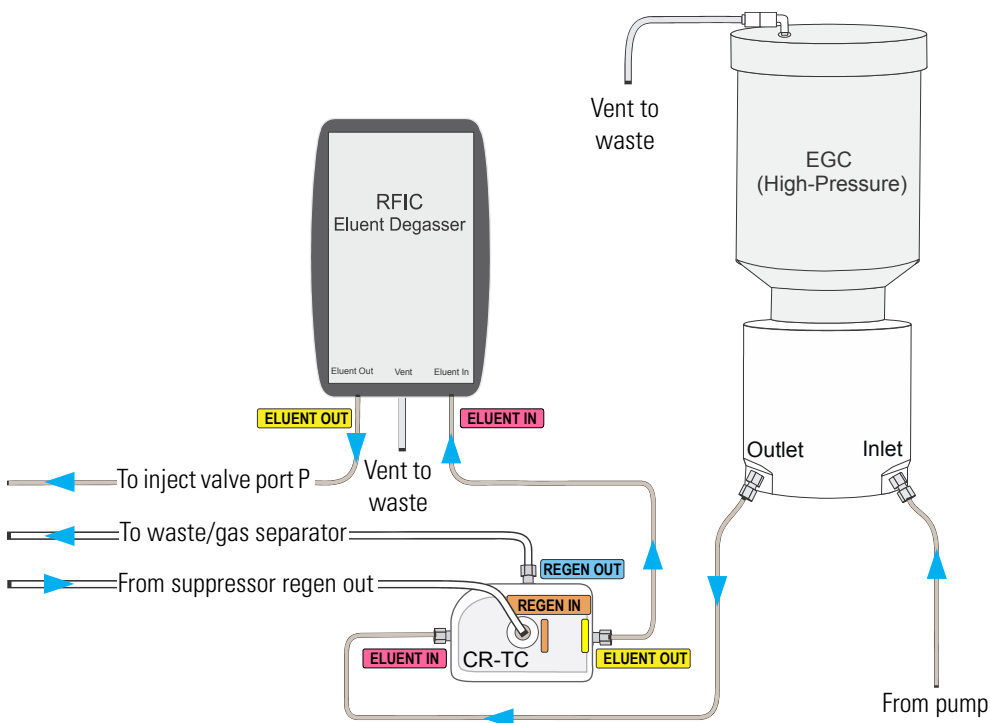 Vent to
waste
EGC
(High-Pressure)
RFIC
Eluent Degasser
Eluent Out
Vent
Eluent In
ELUENT OUT
ELUENT IN
Outlet
Inlet
To inject valve port P
Vent to
waste
To waste/gas separator
REGEN OUT
From suppressor regen out
REGEN IN
ELUENT IN
CR-TC
ELUENT OUT
From pump